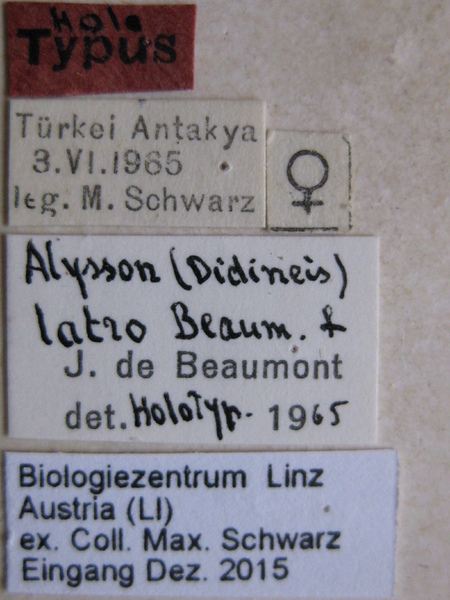 Holo
Typus
Türkei Antakya
3.VI.1965
leg. M. Schwarz
♀
Alysson (Didineis)
latro Beaum. ♀
J. de Beaumont
det. Holotyp. 1965
Biologiezentrum Linz
Austria (LI)
ex. Coll. Max. Schwarz
Eingang Dez. 2015